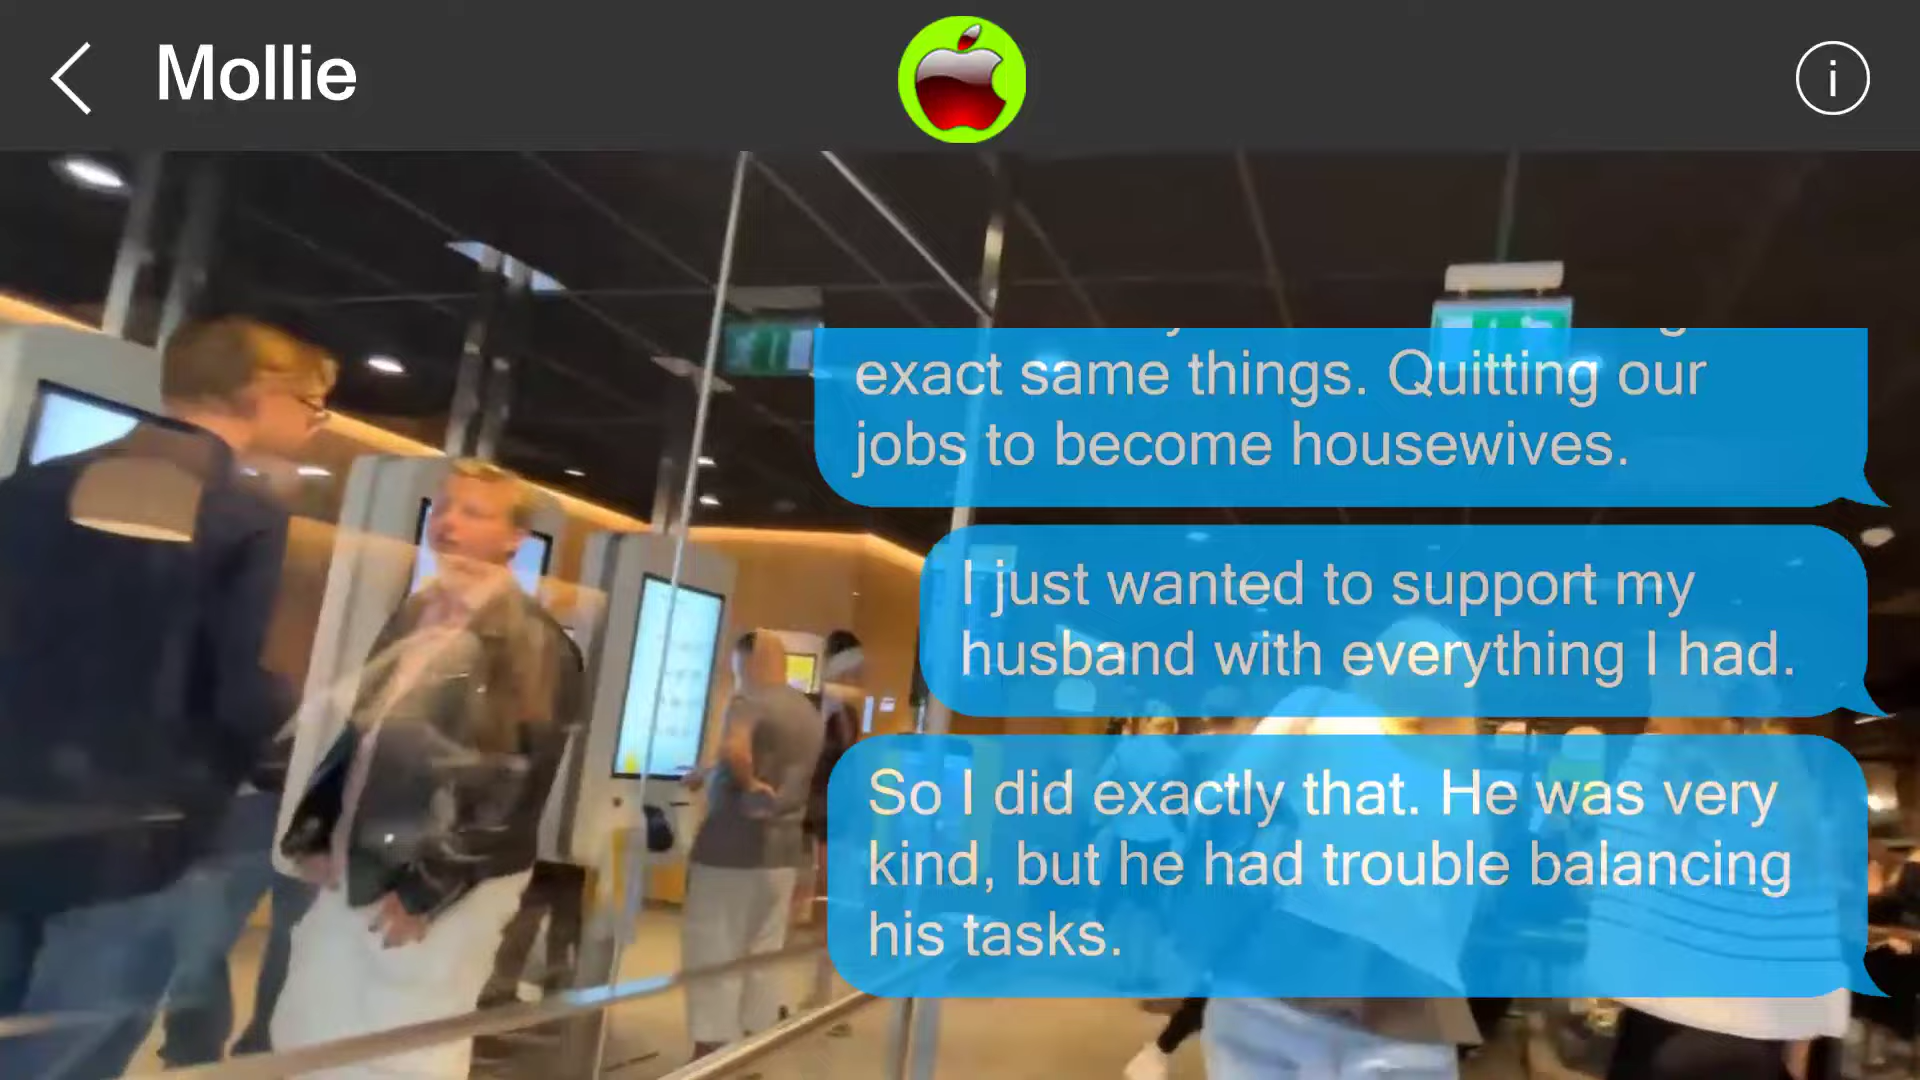 Mollie
exact same things. Quitting our
jobs to become housewives.
I just wanted to support my
husband with everything I had.
So I did exactly that. He was very
kind, but he had trouble balancing
his tasks.